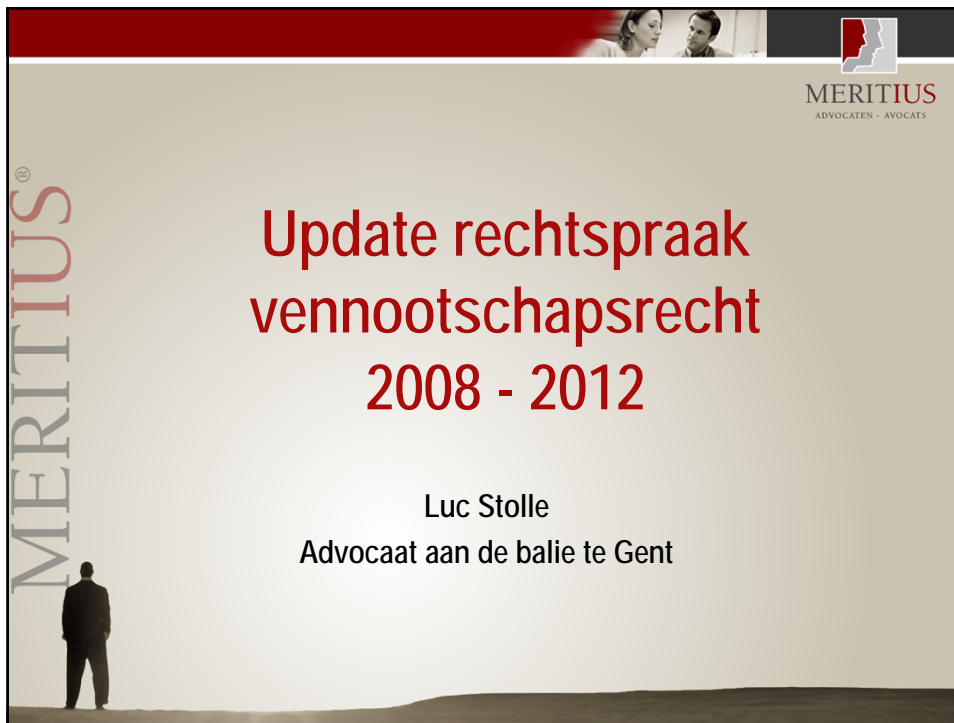 MERITIUS
ADVOCATEN - AVOCATS
MERITIUS®
Update rechtspraak
vennootschapsrecht
2008 - 2012
Luc Stolle
Advocaat aan de balie te Gent